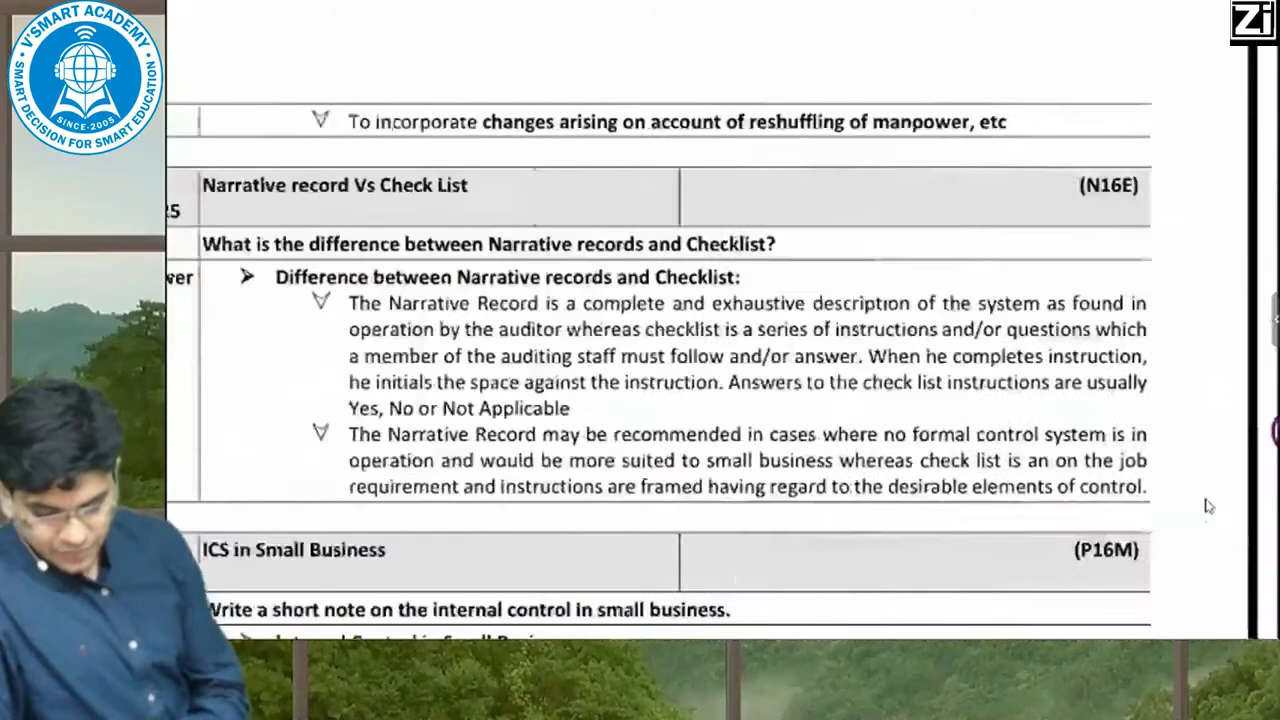 V'SMART ACADEMY
SMART DECISION FOR SMART EDUCATION
SINCE-2005
Zi
To incorporate changes arising on account of reshuffling of manpower, etc
Narrative record Vs Check List (N16E)
What is the difference between Narrative records and Checklist?
Difference between Narrative records and Checklist:
The Narrative Record is a complete and exhaustive description of the system as found in
operation by the auditor whereas checklist is a series of instructions and/or questions which
a member of the auditing staff must follow and/or answer. When he completes instruction,
he initials the space against the instruction. Answers to the check list instructions are usually
Yes, No or Not Applicable
The Narrative Record may be recommended in cases where no formal control system is in
operation and would be more suited to small business whereas check list is an on the job
requirement and instructions are framed having regard to the desirable elements of control.
ICS in Small Business (P16M)
Write a short note on the internal control in small business.